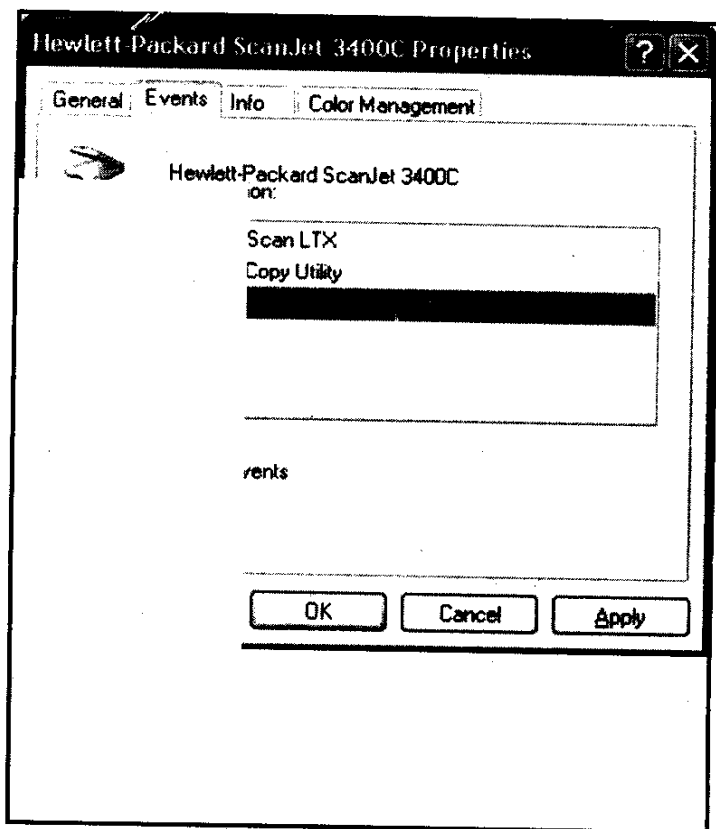 Hewlett-Packard ScanJet 3400C Properties
General Events Info Color Management
Hewlett-Packard ScanJet 3400C
ion:
Scan LTX
Copy Utility
vents
OK Cancel Apply